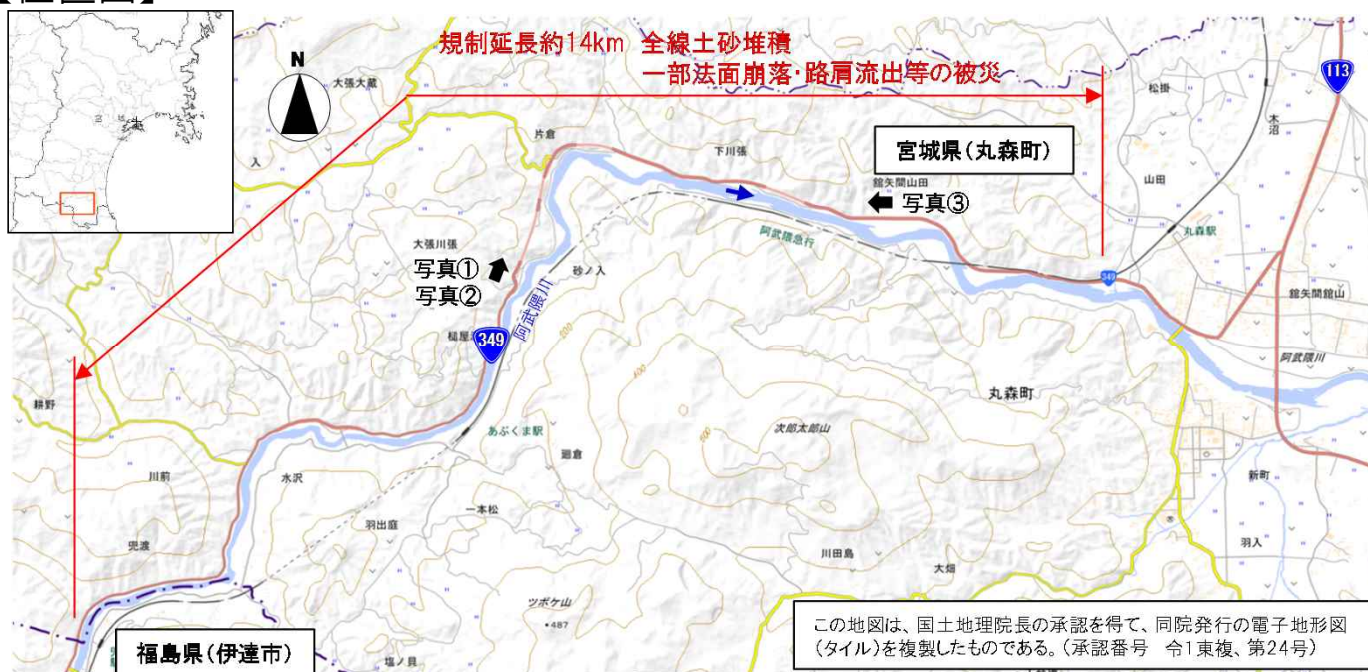 規制延長約14km 全線土砂堆積
一部法面崩落・路肩流出等の被災
N
113
大張大蔵
松掛
木沼
片倉
下川張
宮城県(丸森町)
入
山田
舘矢間山田
写真③
丸森駅
大張川張
阿武隈急行
写真①
写真②
砂ノ入
阿武隈川
349
349
舘矢間舘山
200
400
500
阿武隈川
耕野
丸森町
あぶくま駅
次郎太郎山
廻倉
川前
水沢
新町
一本松
羽出庭
兜渡
川田島
羽入
大畑
ツボケ山
・487
福島県(伊達市)
塩ノ貝
この地図は、国土地理院長の承認を得て、同院発行の電子地形図
(タイル)を複製したものである。(承認番号 令1東複、第24号)